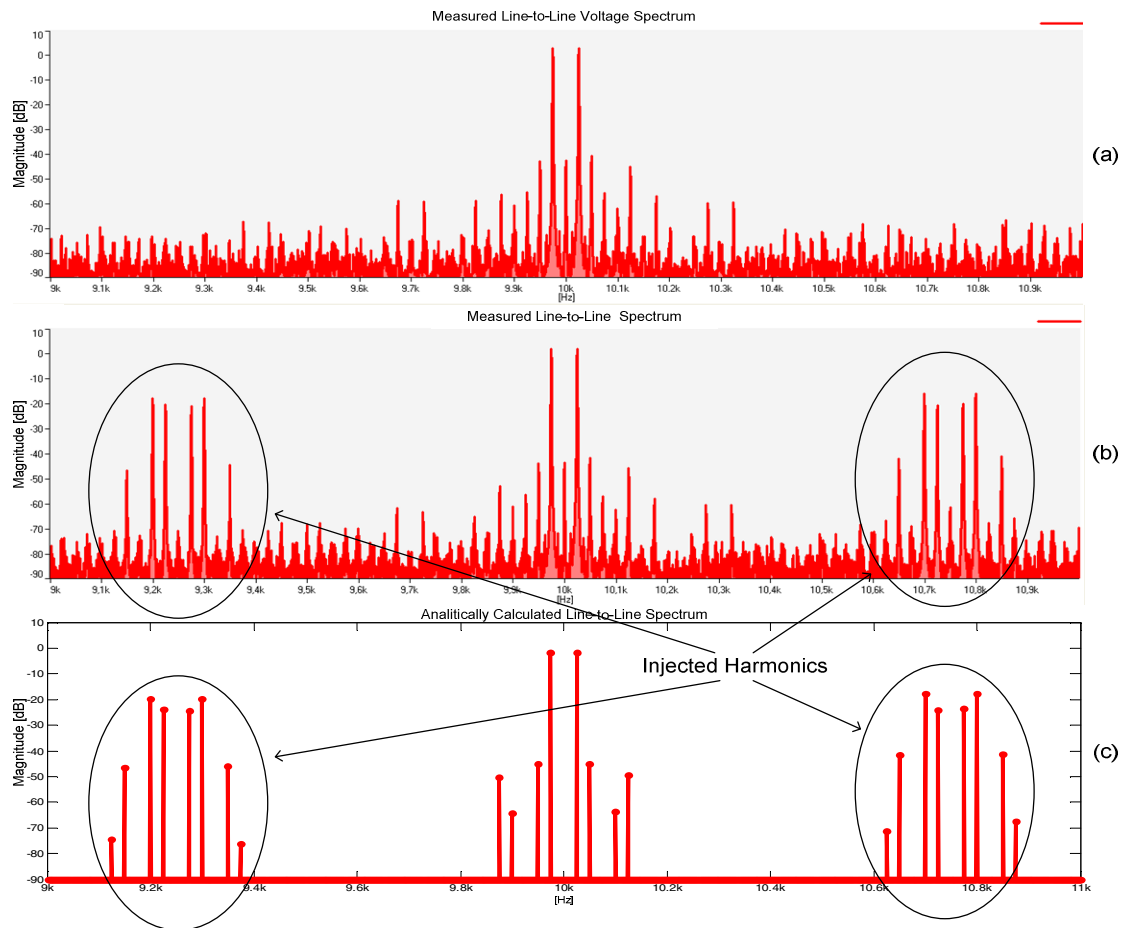 Measured Line-to-Line Voltage Spectrum
Magnitude [dB]
10
0
-10
-20
-30
-40
-50
-60
-70
-80
-90
9k 9.1k 9.2k 9.3k 9.4k 9.5k 9.6k 9.7k 9.8k 9.9k 10k 10.1k 10.2k 10.3k 10.4k 10.5k 10.6k 10.7k 10.8k 10.9k
[Hz]
(a)
Measured Line-to-Line Spectrum
Magnitude [dB]
10
0
-10
-20
-30
-40
-50
-60
-70
-80
-90
9k 9.1k 9.2k 9.3k 9.4k 9.5k 9.6k 9.7k 9.8k 9.9k 10k 10.1k 10.2k 10.3k 10.4k 10.5k 10.6k 10.7k 10.8k 10.9k
[Hz]
(b)
Analitically Calculated Line-to-Line Spectrum
Magnitude [dB]
10
0
-10
-20
-30
-40
-50
-60
-70
-80
-90
Injected Harmonics
9k 9.2k 9.4k 9.6k 9.8k 10k 10.2k 10.4k 10.6k 10.8k 11k
[Hz]
(c)